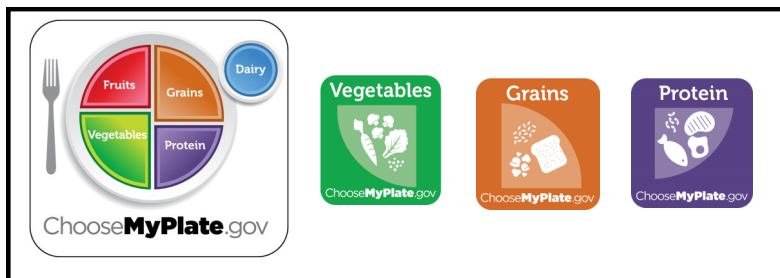 Fruits
Grains
Dairy
Vegetables
Protein
ChooseMyPlate.gov
Vegetables
ChooseMyPlate.gov
Grains
ChooseMyPlate.gov
Protein
ChooseMyPlate.gov